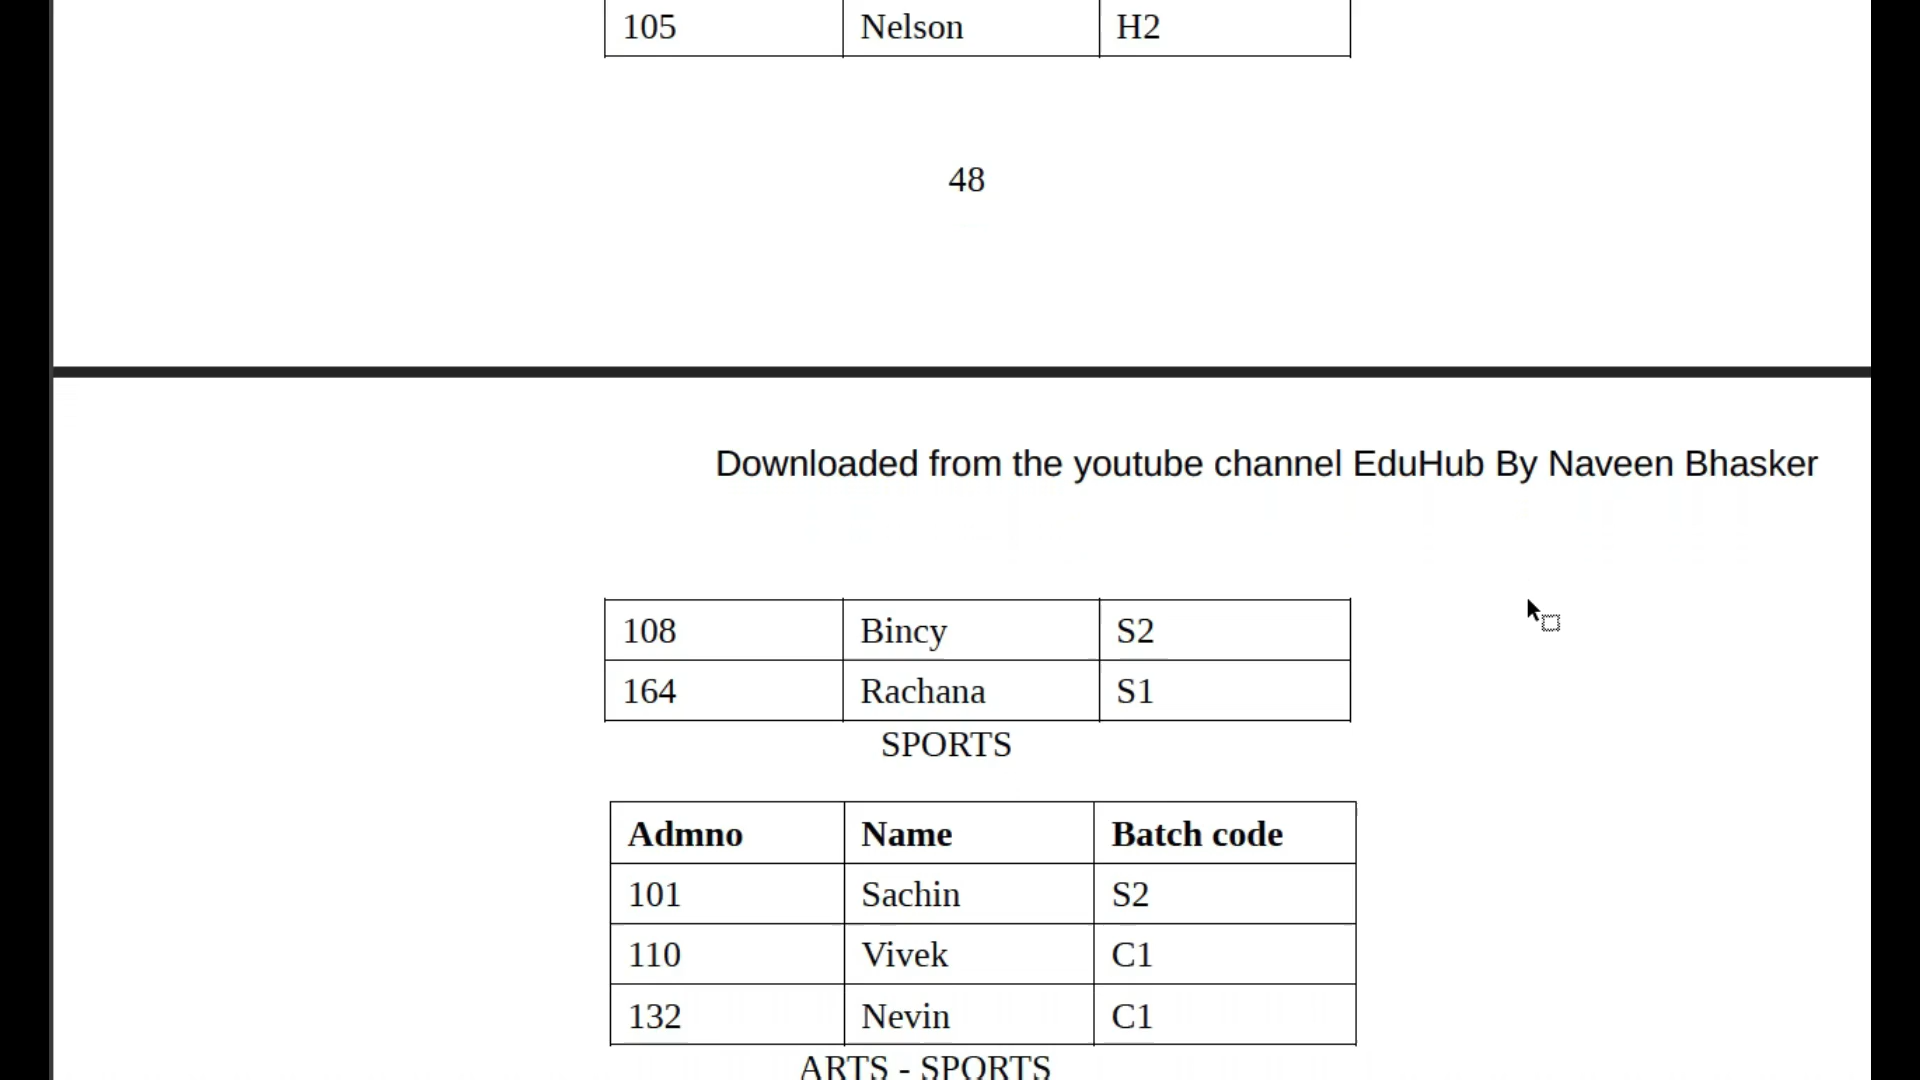 105 Nelson H2
48
Downloaded from the youtube channel EduHub By Naveen Bhasker
108 Bincy S2
164 Rachana S1
SPORTS
Admno Name Batch code
101 Sachin S2
110 Vivek C1
132 Nevin C1
ARTS - SPORTS